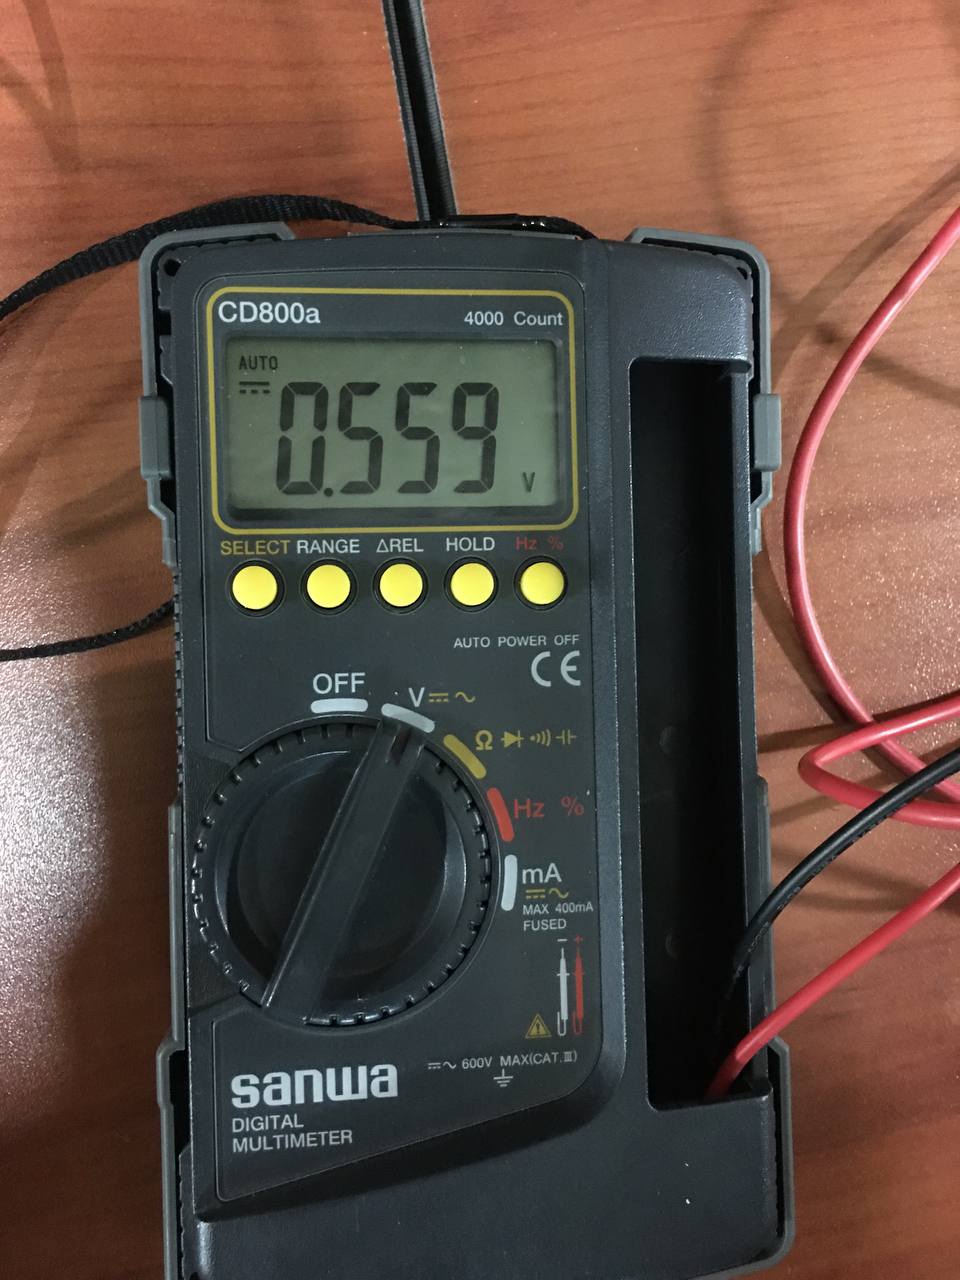 CD800a 4000 Count
AUTO
0.559 V
SELECT RANGE ΔREL HOLD Hz %
AUTO POWER OFF
CE
OFF V
Ω
Hz %
mA
MAX 400mA
FUSED
- +
600V MAX(CAT.Ⅲ)
sanwa
DIGITAL
MULTIMETER